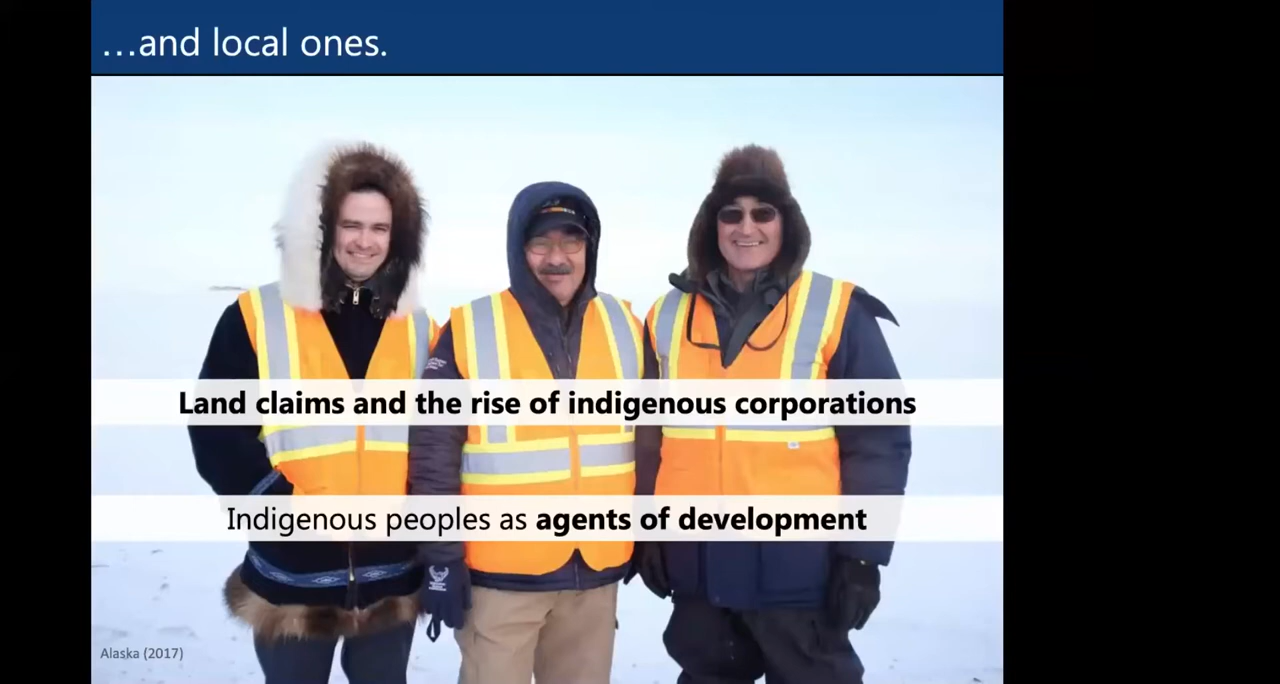 …and local ones.
Land claims and the rise of indigenous corporations
Indigenous peoples as agents of development
Alaska (2017)